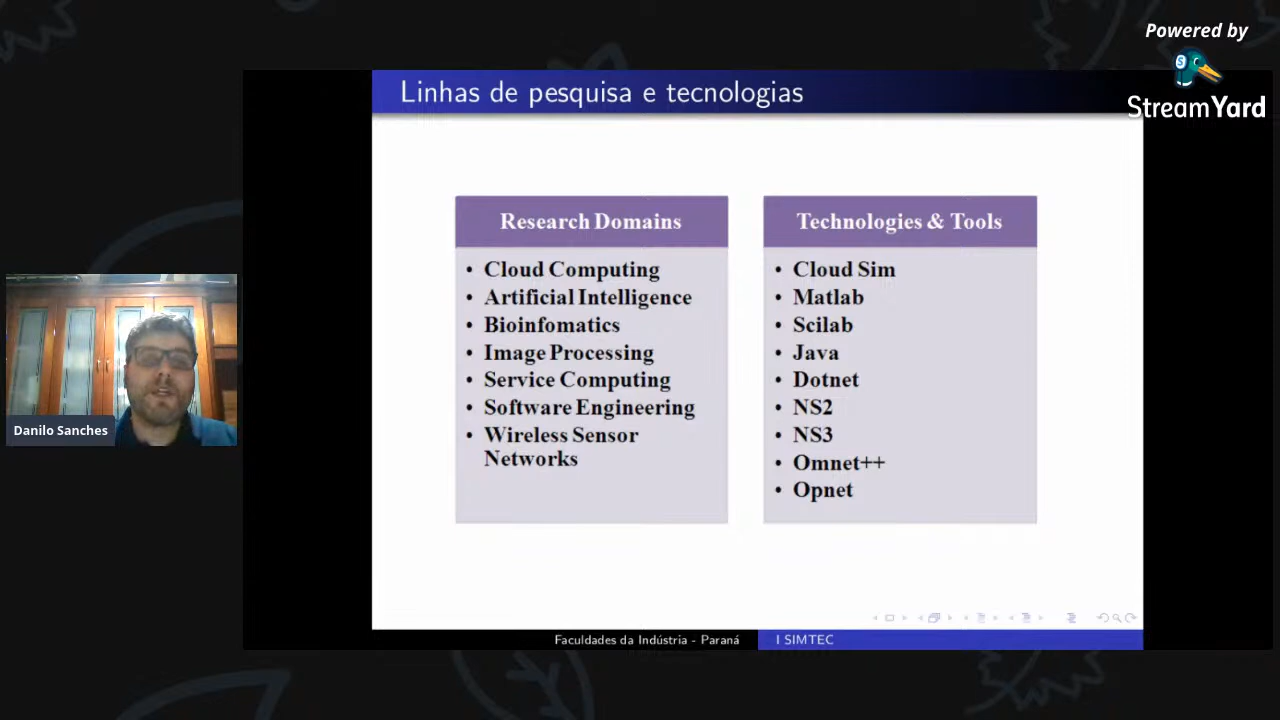 Powered by
StreamYard
Linhas de pesquisa e tecnologias
Research Domains
• Cloud Computing
• Artificial Intelligence
• Bioinfomatics
• Image Processing
• Service Computing
• Software Engineering
• Wireless Sensor
Networks
Technologies & Tools
• Cloud Sim
• Matlab
• Scilab
• Java
• Dotnet
• NS2
• NS3
• Omnet++
• Opnet
Danilo Sanches
Faculdades da Indústria - Paraná
I SIMTEC